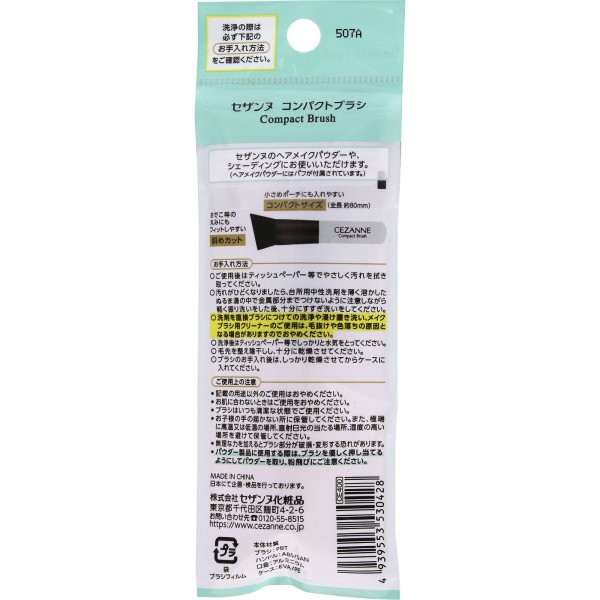 洗浄の際は
必ず下記の
お手入れ方法
をご確認ください。
507A
セザンヌ コンパクトブラシ
Compact Brush
セザンヌのヘアメイクパウダーや、
シェーディングにお使いいただけます。
(ヘアメイクパウダーにはパフが付属されています。)
小さめポーチにも入れやすい
コンパクトサイズ (全長 約80mm)
おでこ等の
丸みにも
フィットしやすい
斜めカット
CEZANNE
Compact Brush
お手入れ方法
○ご使用後はティッシュペーパー等でやさしく汚れを拭き
取ってください。
○汚れがひどくなりましたら、台所用中性洗剤を薄く溶かした
ぬるま湯の中で金属部分までつけないように注意しながら
軽く振り洗いをした後、十分にすすぎ洗いをしてください。
○洗剤を直接ブラシにつけての洗浄や漬け置き洗い、メイク
ブラシ用クリーナーのご使用は、毛抜けや色落ちの原因と
なる場合がありますのでおやめください。
○洗浄後はティッシュペーパー等でしっかりと水気をとってください。
○毛先を整え陰干しし、十分に乾燥させてください。
○ブラシのお手入れ後は、しっかり乾燥させてからケースに
入れてください。
ご使用上の注意
• 記載の用途以外のご使用はおやめください。
• お肌に合わないときはご使用をおやめください。
• ブラシはいつも清潔な状態でご使用ください。
• お子様の手の届かない所に保管してください。また、極端
に高温又は低温の場所、直射日光の当たる場所、湿度の高い
場所を避けて保管してください。
• 無理な力を加えるとブラシ部分が破損・変形する恐れがあります。
• パウダー製品に使用する際は、ブラシを優しく押し当てる
ようにしてパウダーを取り、粉飛びにご注意ください。
MADE IN CHINA
日本にて企画・検品を行っております。
株式会社セザンヌ化粧品
東京都千代田区麹町4-2-6
お問い合わせ先 0120-55-8515
https://www.cezanne.co.jp
プラ
袋
ブラシフィルム
本体材質
ブラシ:PBT
ハンドル:ABS/SAN
口金:アルミニウム
ケース:EVA/PE
4 939553 530428